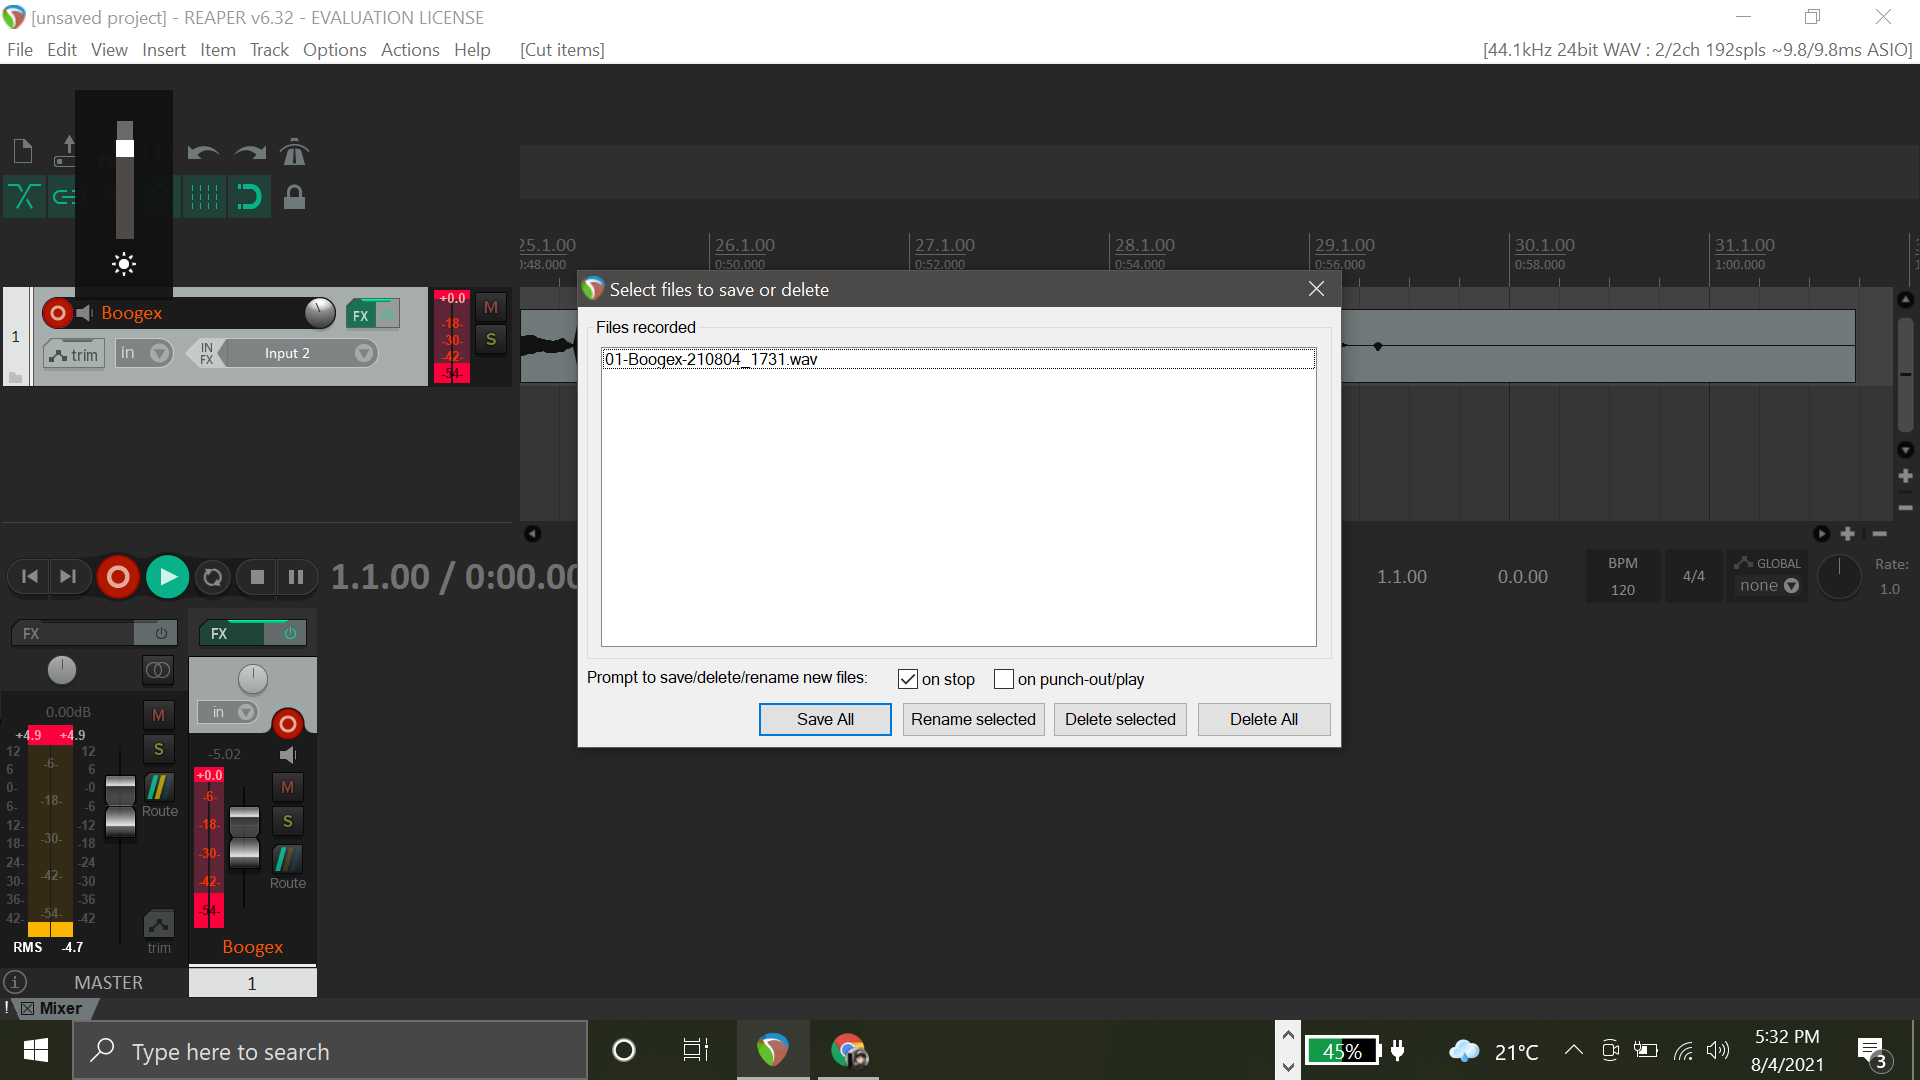 [unsaved project] - REAPER v6.32 - EVALUATION LICENSE
File Edit View Insert Item Track Options Actions Help [Cut items]
[44.1kHz 24bit WAV : 2/2ch 192spls ~9.8/9.8ms ASIO]
25.1.00 26.1.00 27.1.00 28.1.00 29.1.00 30.1.00 31.1.00
0:48.000 0:50.000 0:52.000 0:54.000 0:56.000 0:58.000 1:00.000
1
Boogex
FX
trim
in
IN FX
Input 2
+0.0
-18-
-30-
-42-
-54-
M
S
Select files to save or delete
Files recorded
01-Boogex-210804_1731.wav
Prompt to save/delete/rename new files: on stop on punch-out/play
Save All Rename selected Delete selected Delete All
1.1.00 / 0:00.00
1.1.00 0.0.00
BPM
120
4/4
GLOBAL
none
Rate:
1.0
FX
0.00dB
M
+4.9 +4.9
S
12 12
6 -6- 6
0- -0
6- -18- -6
12- -12
18- -30- -18
24- -24
30- -42- -30
36- -36
42- -54- -42
RMS -4.7
Route
trim
MASTER
FX
in
-5.02
+0.0
-6-
-18-
-30-
-42-
-54-
M
S
Route
Boogex
1
! Mixer
Type here to search
45%
21°C
5:32 PM
8/4/2021
3